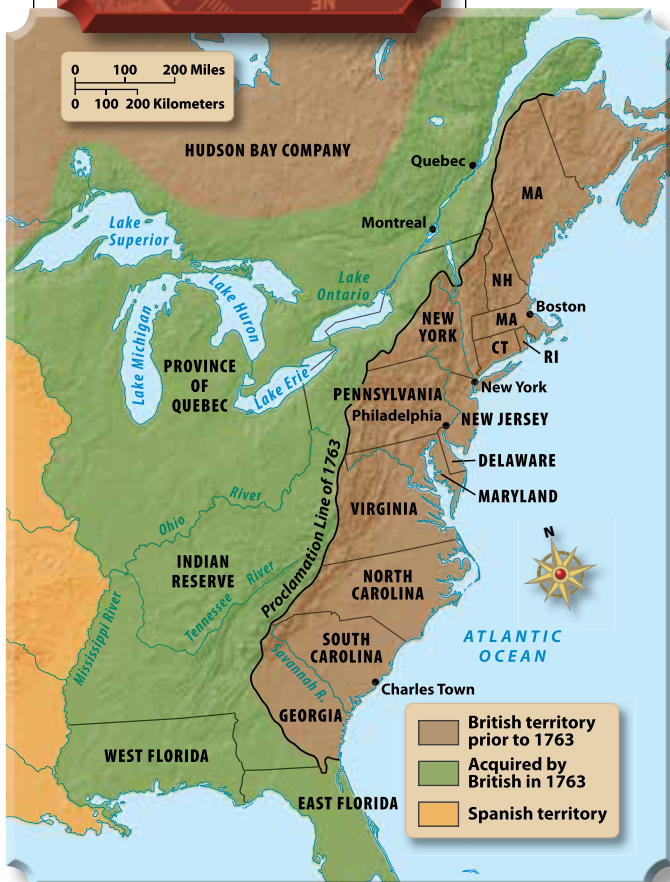 NE
0 100 200 Miles
0 100 200 Kilometers
HUDSON BAY COMPANY
Quebec
MA
Montreal
Lake
Superior
Lake
Ontario
Lake Huron
Lake Michigan
NH
Boston
NEW
YORK
MA
CT
RI
PROVINCE
OF
QUEBEC
Lake Erie
New York
PENNSYLVANIA
Philadelphia
NEW JERSEY
DELAWARE
MARYLAND
Proclamation Line of 1763
Ohio River
VIRGINIA
N
INDIAN
RESERVE
Tennessee River
Mississippi River
NORTH
CAROLINA
ATLANTIC
OCEAN
SOUTH
CAROLINA
Savannah R.
Charles Town
GEORGIA
WEST FLORIDA
EAST FLORIDA
British territory
prior to 1763
Acquired by
British in 1763
Spanish territory